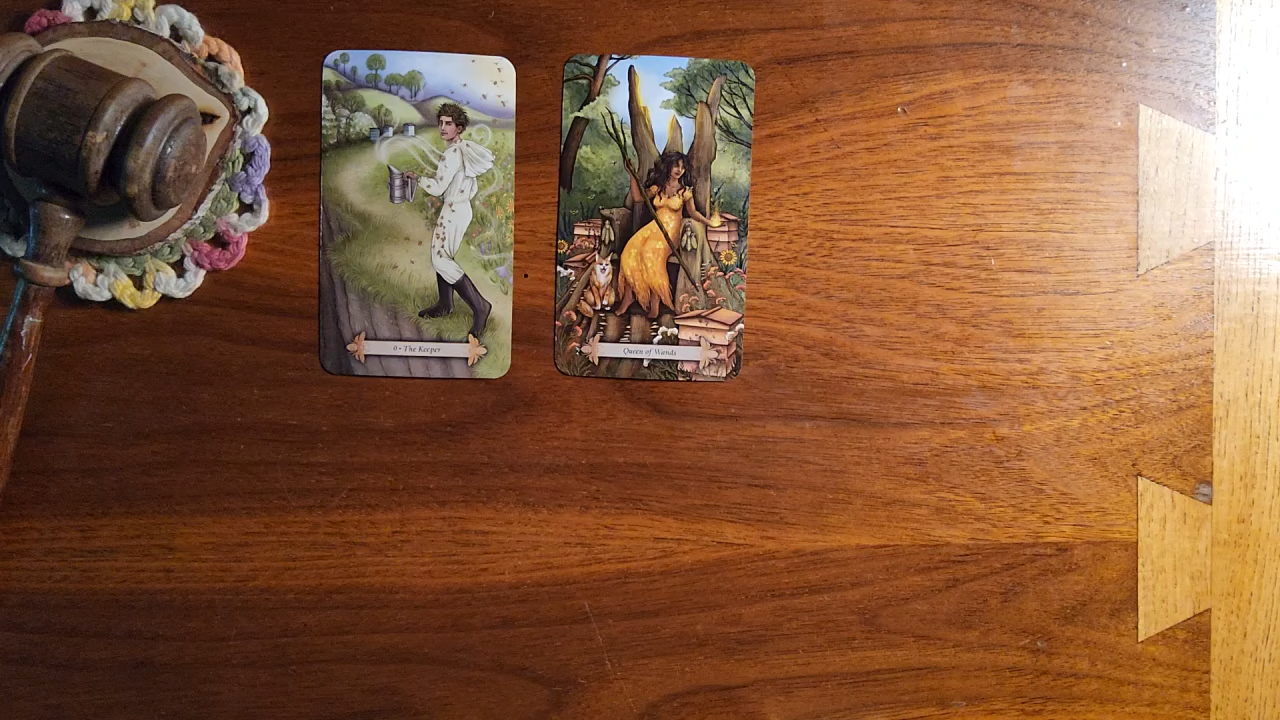 0 • The Keeper
Queen of Wands